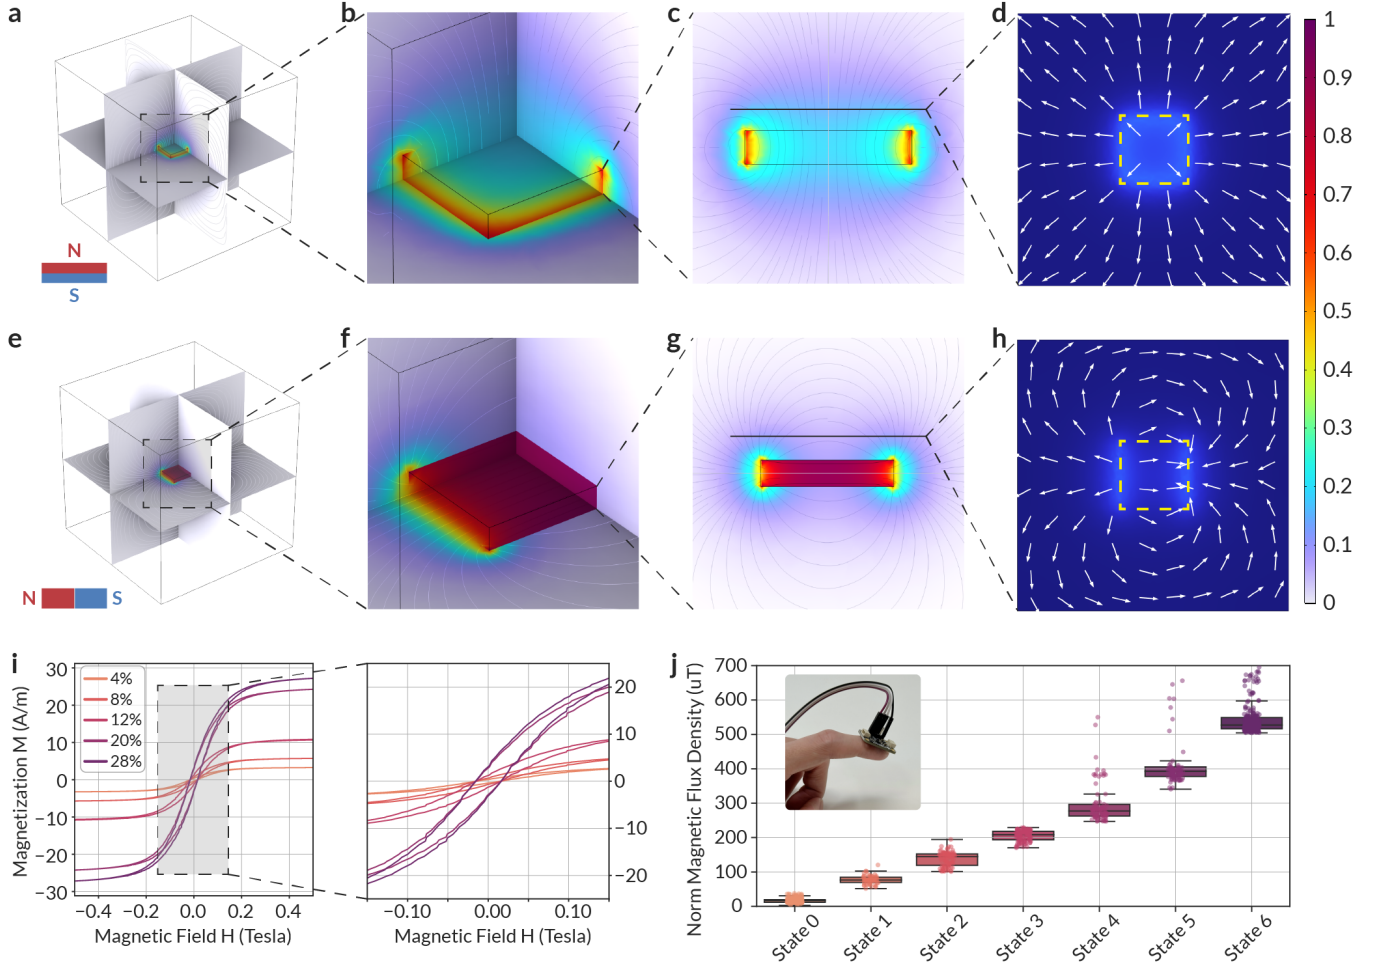 a
b
c
d
N
S
1
0.9
0.8
0.7
0.6
0.5
0.4
0.3
0.2
0.1
0
e
f
g
h
N S
i
Magnetization M (A/m)
30
20
10
0
−10
−20
−30
4%
8%
12%
20%
28%
−0.4 −0.2 0.0 0.2 0.4
Magnetic Field H (Tesla)
20
10
0
−10
−20
−0.10 0.00 0.10
Magnetic Field H (Tesla)
j
Norm Magnetic Flux Density (uT)
700
600
500
400
300
200
100
0
State 0
State 1
State 2
State 3
State 4
State 5
State 6